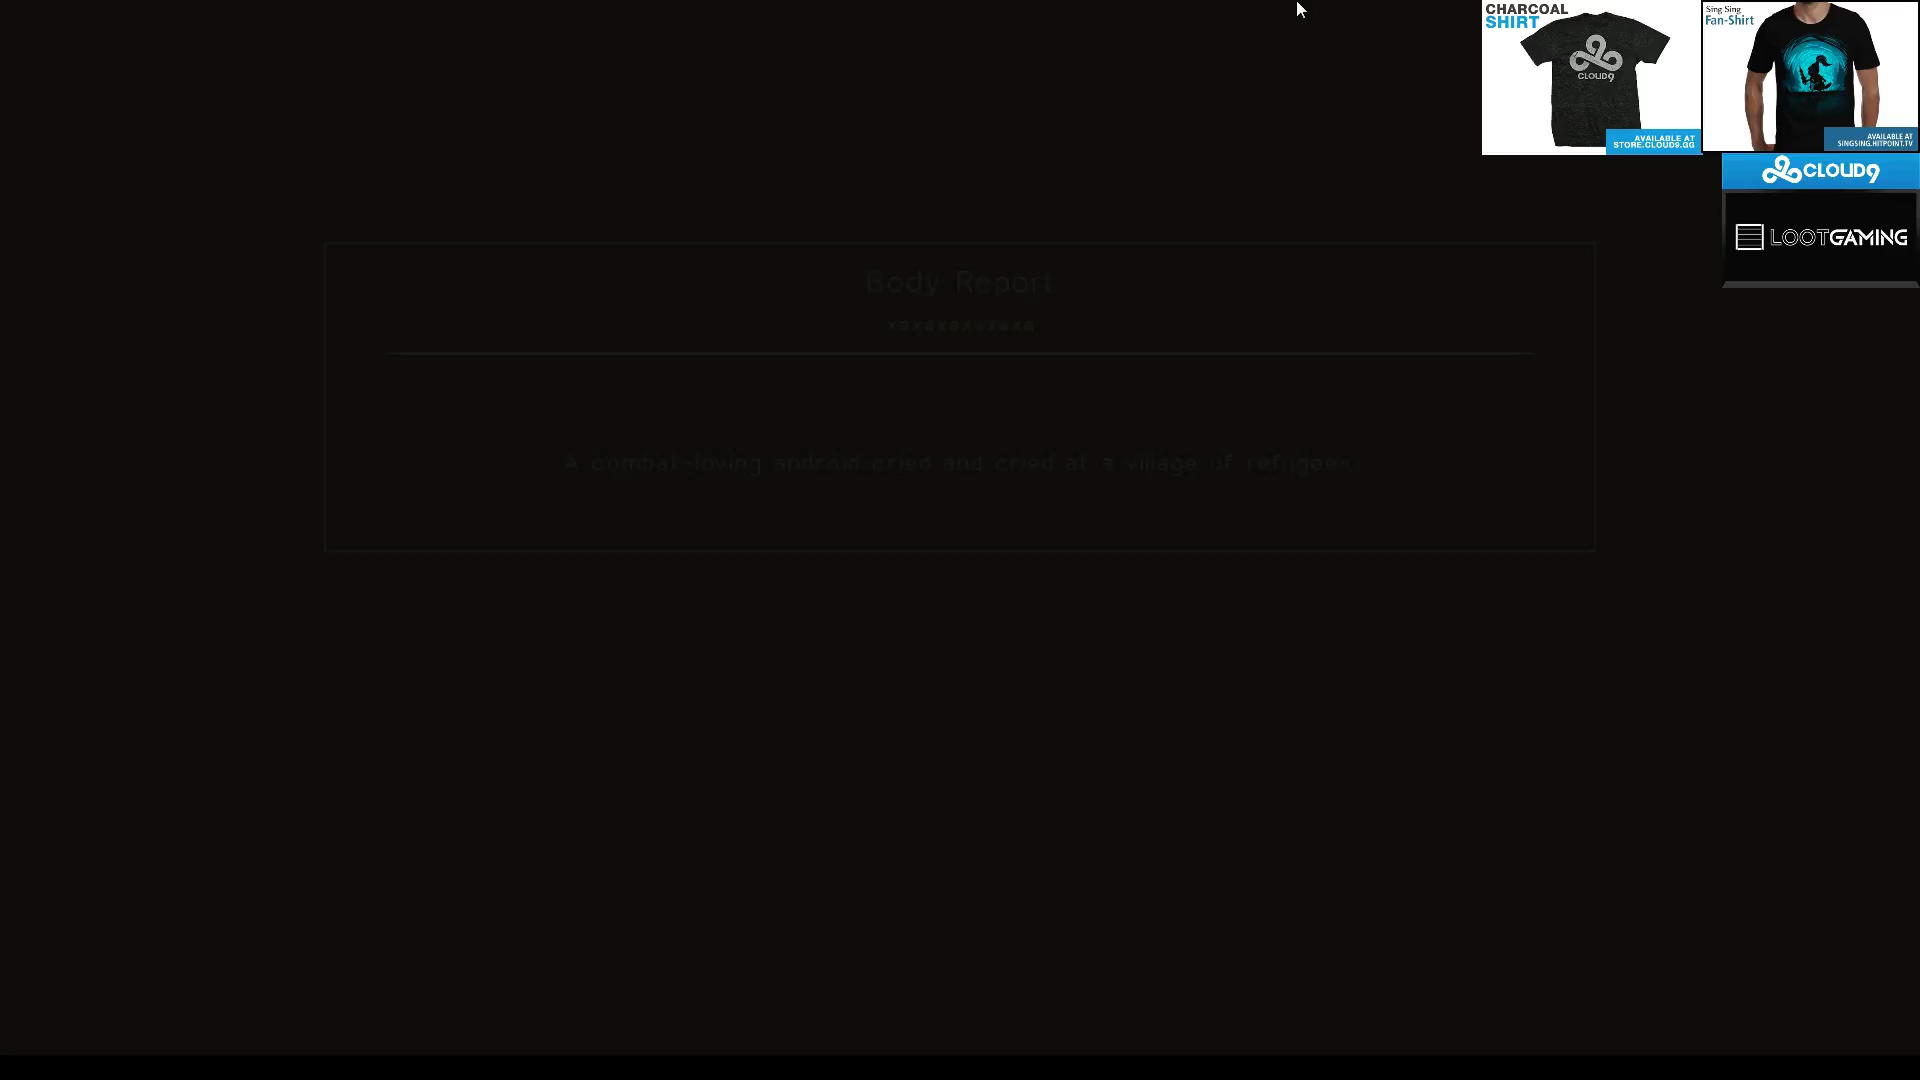 CHARCOAL
SHIRT
CLOUD9
AVAILABLE AT
STORE.CLOUD9.GG
Sing Sing
Fan-Shirt
AVAILABLE AT
SINGSING.HITPOINT.TV
CLOUD9
LOOTGAMING
Body Report
A combat-loving android cried and cried at a village of refugees.